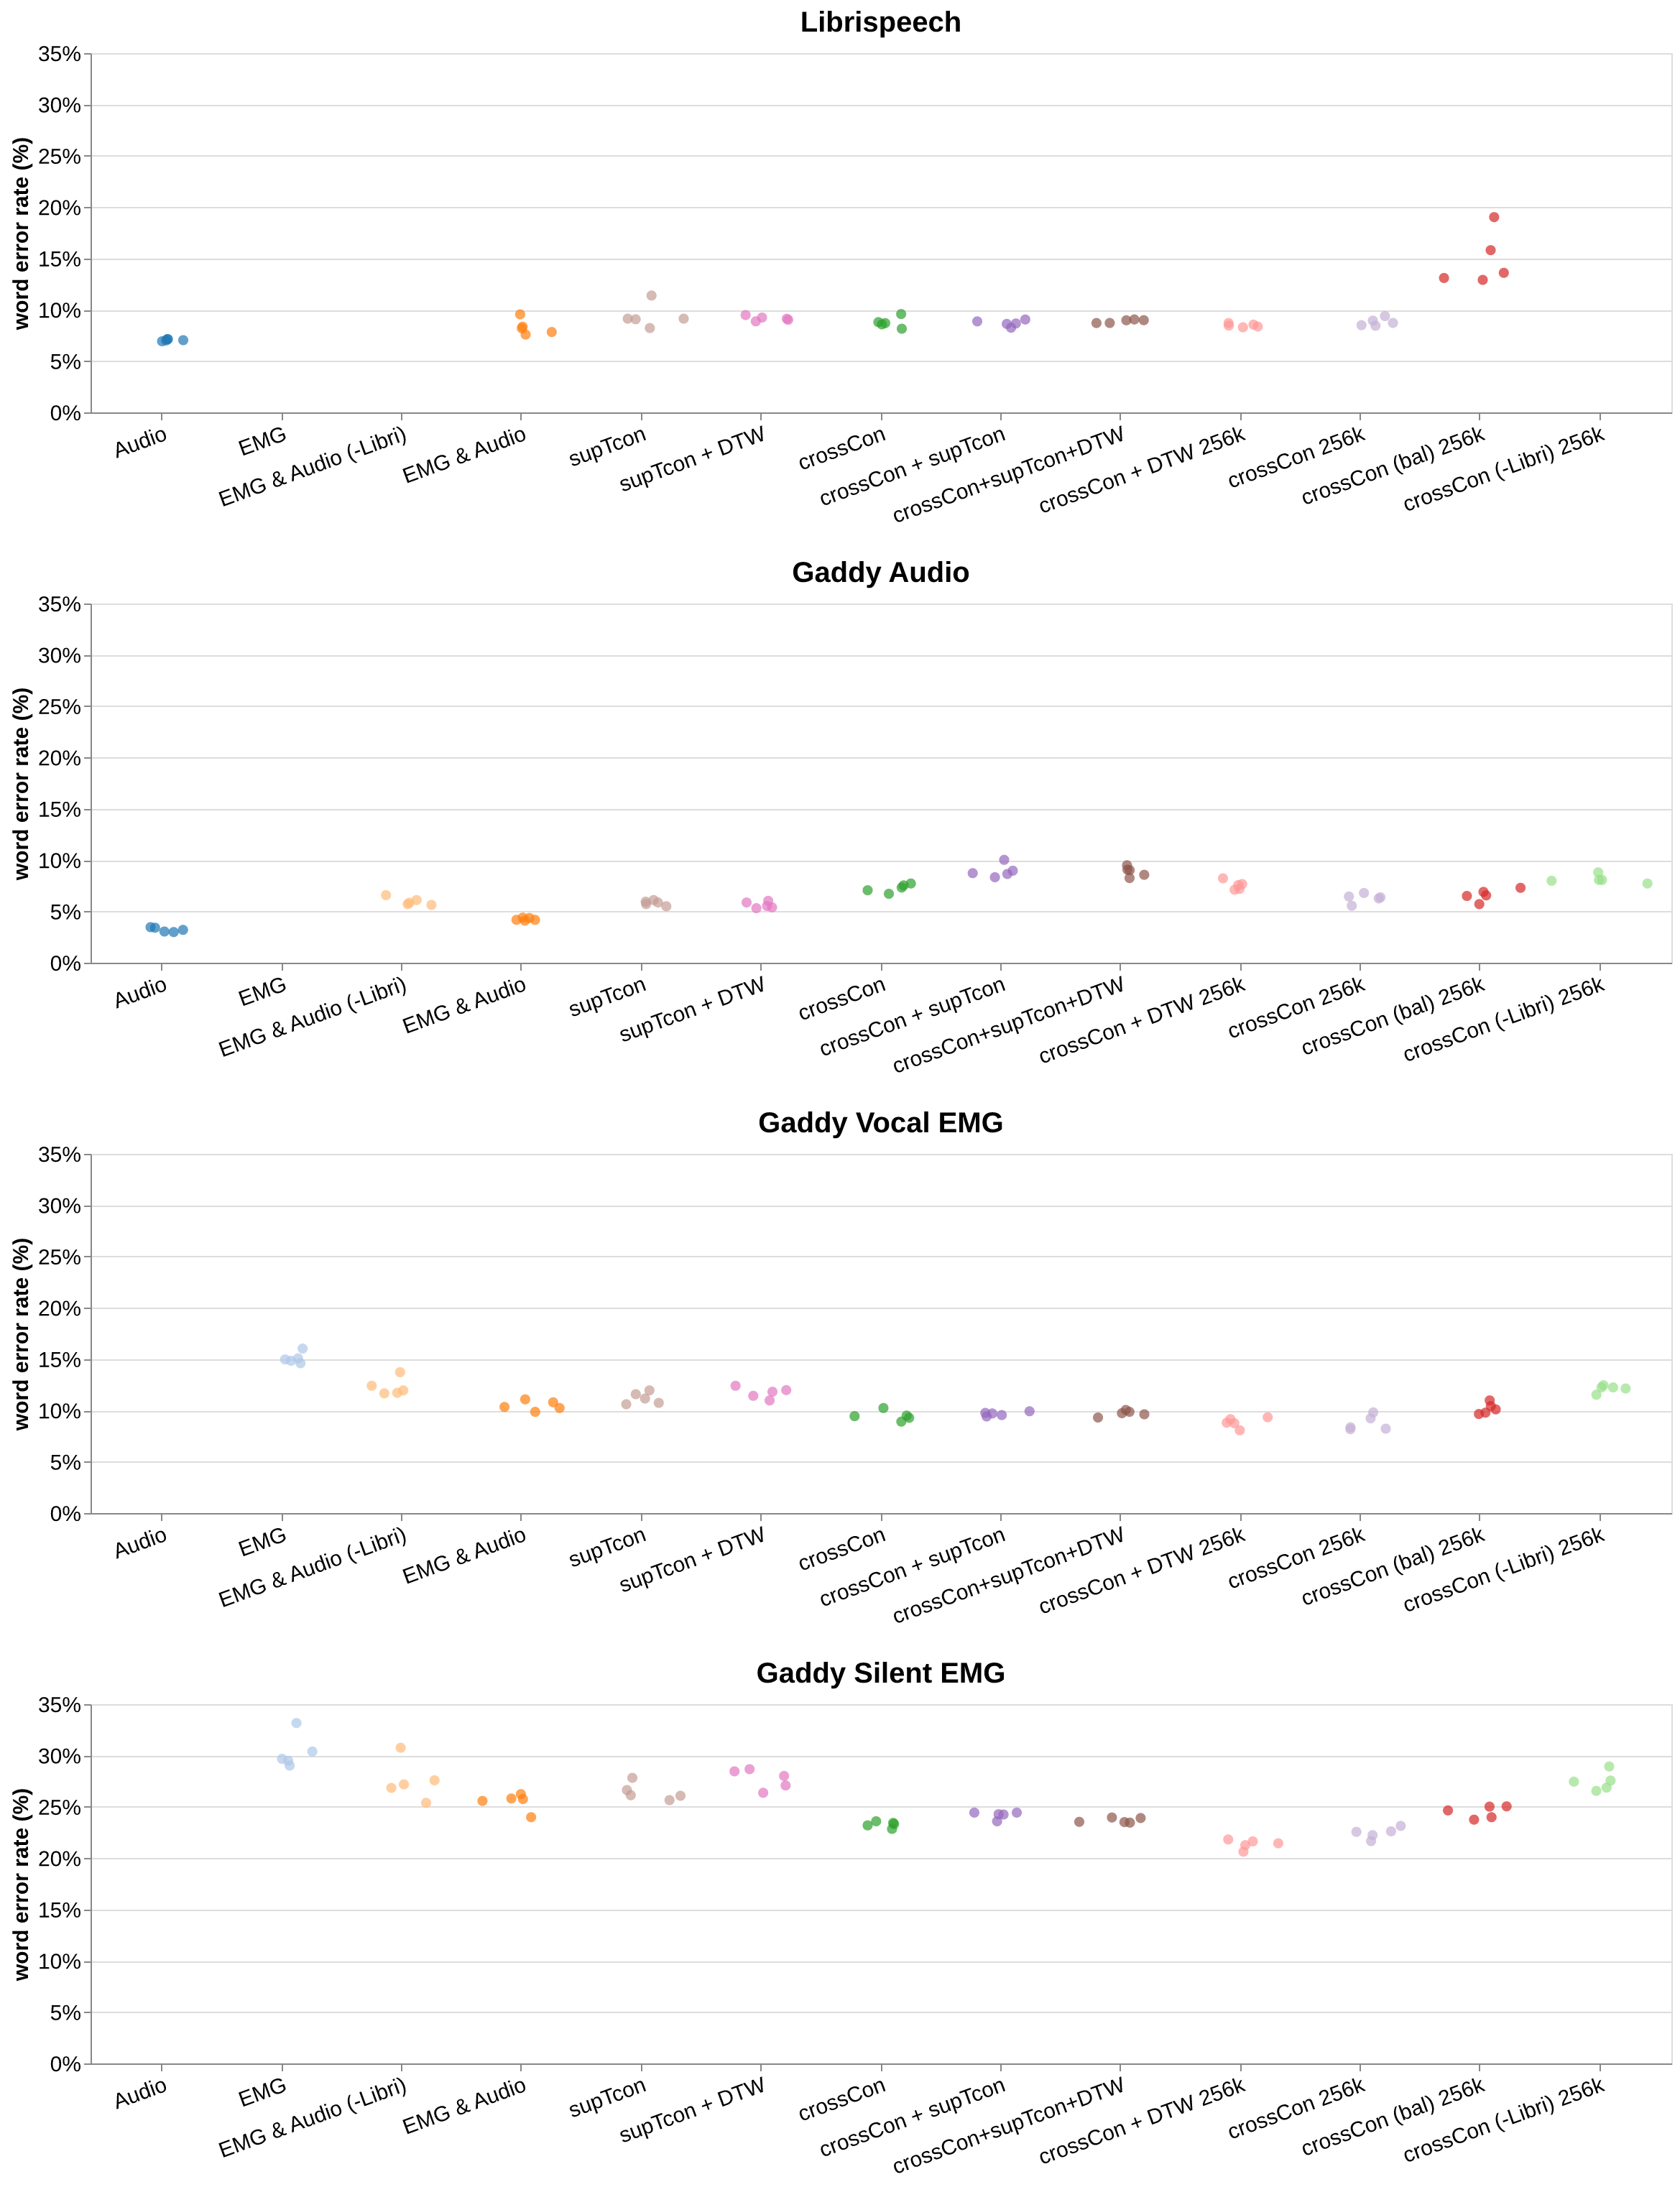 Librispeech
word error rate (%)
35%
30%
25%
20%
15%
10%
5%
0%
Audio
EMG
EMG & Audio (-Libri)
EMG & Audio
supTcon
supTcon + DTW
crossCon
crossCon + supTcon
crossCon+supTcon+DTW
crossCon + DTW 256k
crossCon 256k
crossCon (bal) 256k
crossCon (-Libri) 256k
Gaddy Audio
word error rate (%)
35%
30%
25%
20%
15%
10%
5%
0%
Audio
EMG
EMG & Audio (-Libri)
EMG & Audio
supTcon
supTcon + DTW
crossCon
crossCon + supTcon
crossCon+supTcon+DTW
crossCon + DTW 256k
crossCon 256k
crossCon (bal) 256k
crossCon (-Libri) 256k
Gaddy Vocal EMG
word error rate (%)
35%
30%
25%
20%
15%
10%
5%
0%
Audio
EMG
EMG & Audio (-Libri)
EMG & Audio
supTcon
supTcon + DTW
crossCon
crossCon + supTcon
crossCon+supTcon+DTW
crossCon + DTW 256k
crossCon 256k
crossCon (bal) 256k
crossCon (-Libri) 256k
Gaddy Silent EMG
word error rate (%)
35%
30%
25%
20%
15%
10%
5%
0%
Audio
EMG
EMG & Audio (-Libri)
EMG & Audio
supTcon
supTcon + DTW
crossCon
crossCon + supTcon
crossCon+supTcon+DTW
crossCon + DTW 256k
crossCon 256k
crossCon (bal) 256k
crossCon (-Libri) 256k